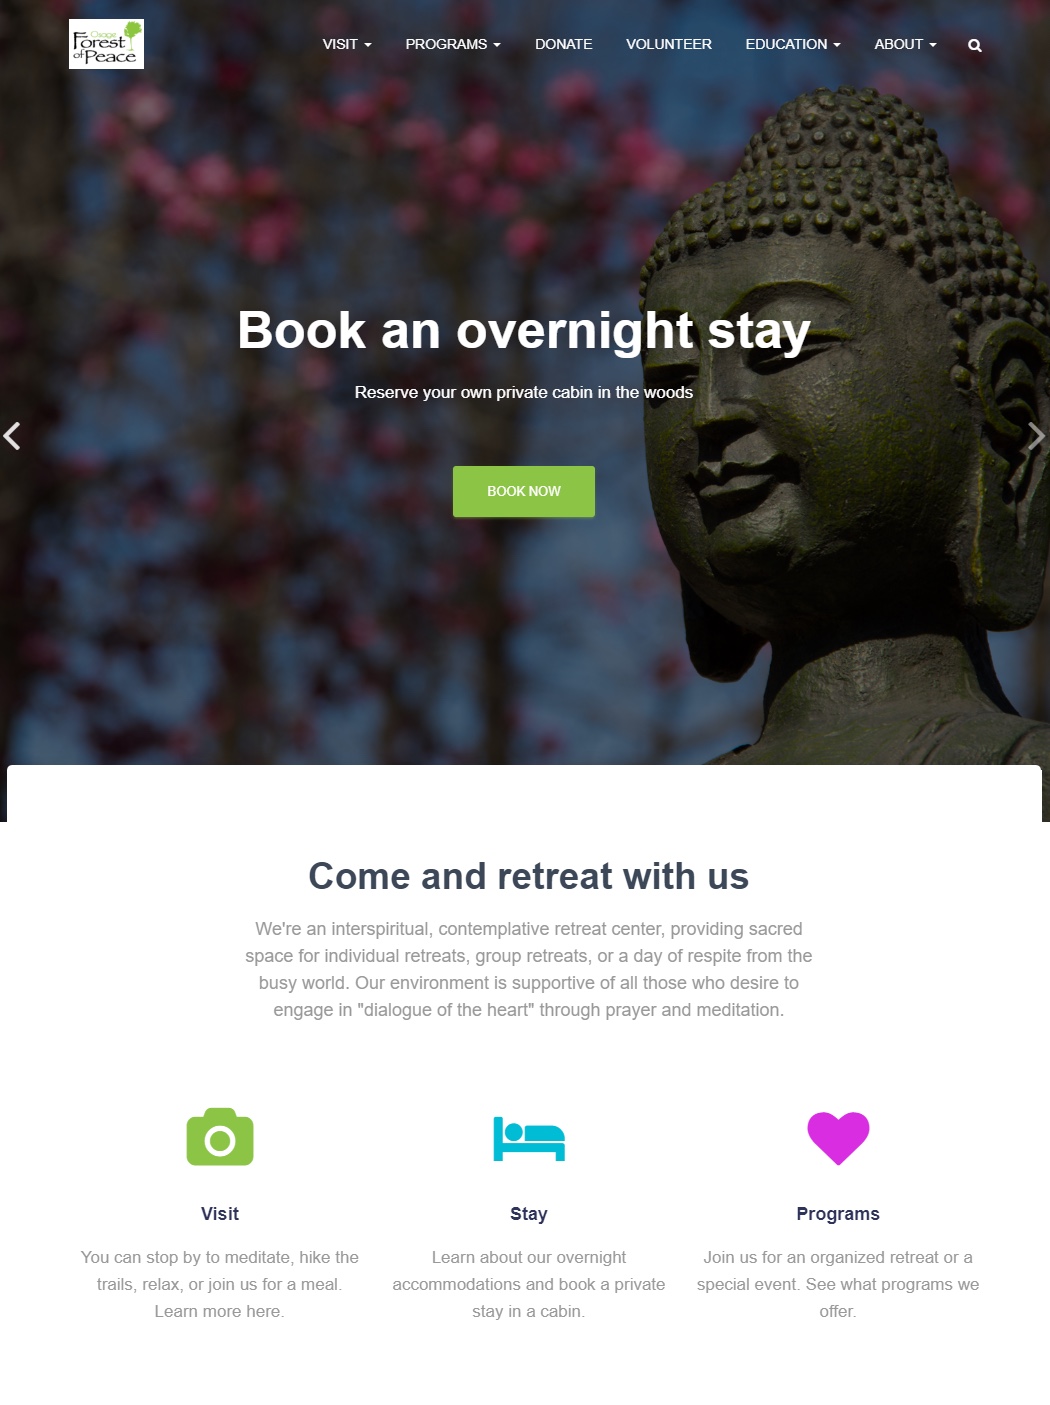 Osage
Forest
of Peace
VISIT
PROGRAMS
DONATE
VOLUNTEER
EDUCATION
ABOUT
Book an overnight stay
Reserve your own private cabin in the woods
BOOK NOW
Come and retreat with us
We're an interspiritual, contemplative retreat center, providing sacred
space for individual retreats, group retreats, or a day of respite from the
busy world. Our environment is supportive of all those who desire to
engage in "dialogue of the heart" through prayer and meditation.
Visit
You can stop by to meditate, hike the
trails, relax, or join us for a meal.
Learn more here.
Stay
Learn about our overnight
accommodations and book a private
stay in a cabin.
Programs
Join us for an organized retreat or a
special event. See what programs we
offer.